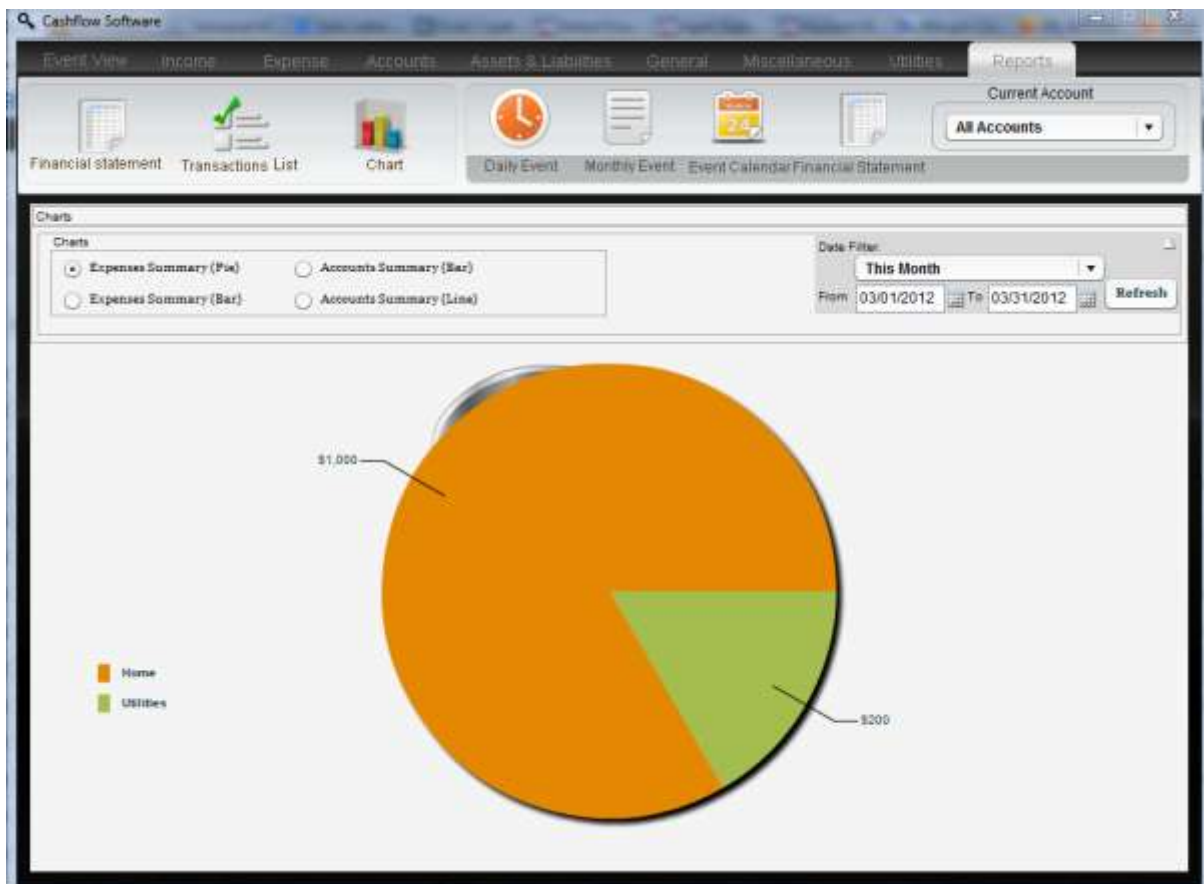 Cashflow Software
Event View Income Expense Accounts Assets & Liabilities General Miscellaneous Utilities Reports
Current Account
All Accounts
Financial statement Transactions List Chart Daily Event Monthly Event Event Calendar Financial Statement
24
Charts
Charts
Expenses Summary (Pie) Accounts Summary (Bar)
Expenses Summary (Bar) Accounts Summary (Line)
Date Filter
This Month
From 03/01/2012 To 03/31/2012 Refresh
$1,000
Home
Utilities
$200